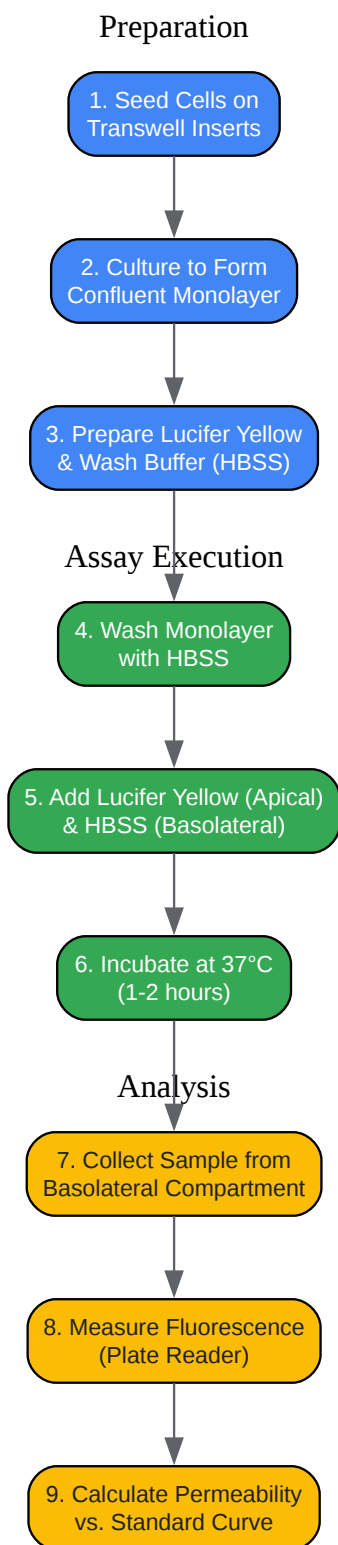 Preparation
1. Seed Cells on
Transwell Inserts
2. Culture to Form
Confluent Monolayer
3. Prepare Lucifer Yellow
& Wash Buffer (HBSS)
Assay Execution
4. Wash Monolayer
with HBSS
5. Add Lucifer Yellow (Apical)
& HBSS (Basolateral)
6. Incubate at 37°C
(1-2 hours)
Analysis
7. Collect Sample from
Basolateral Compartment
8. Measure Fluorescence
(Plate Reader)
9. Calculate Permeability
vs. Standard Curve